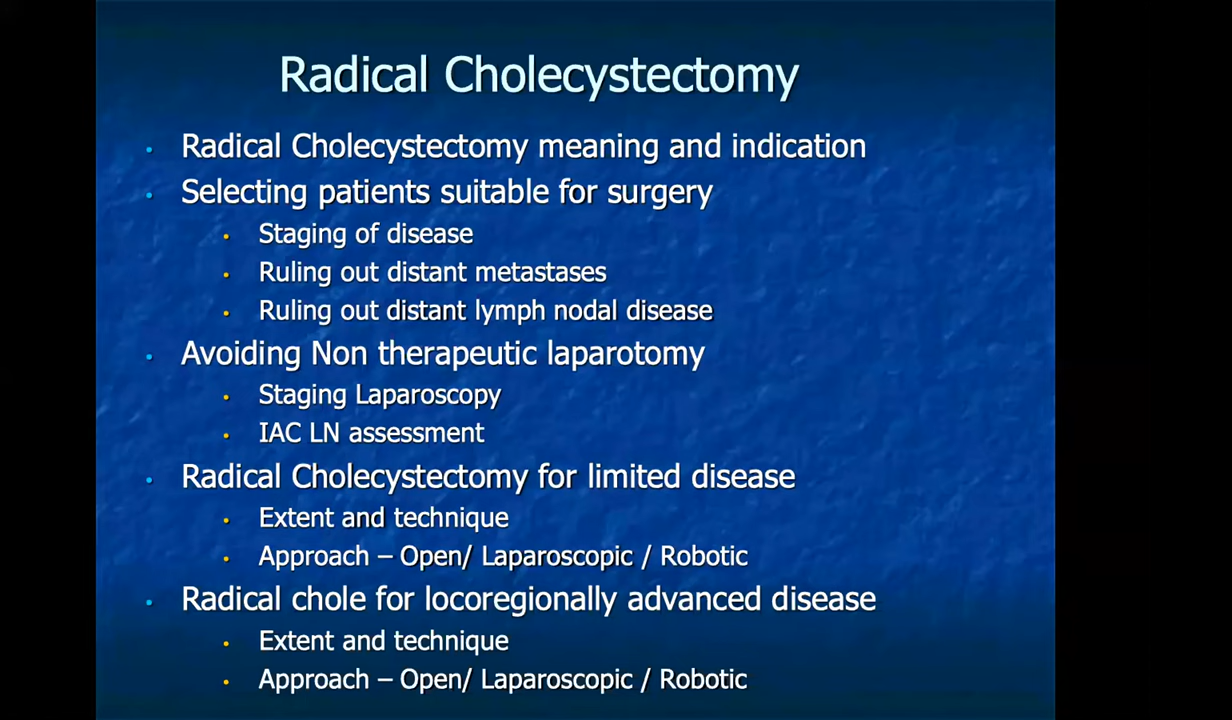 Radical Cholecystectomy
• Radical Cholecystectomy meaning and indication
• Selecting patients suitable for surgery
• Staging of disease
• Ruling out distant metastases
• Ruling out distant lymph nodal disease
• Avoiding Non therapeutic laparotomy
• Staging Laparoscopy
• IAC LN assessment
• Radical Cholecystectomy for limited disease
• Extent and technique
• Approach – Open/ Laparoscopic / Robotic
• Radical chole for locoregionally advanced disease
• Extent and technique
• Approach – Open/ Laparoscopic / Robotic